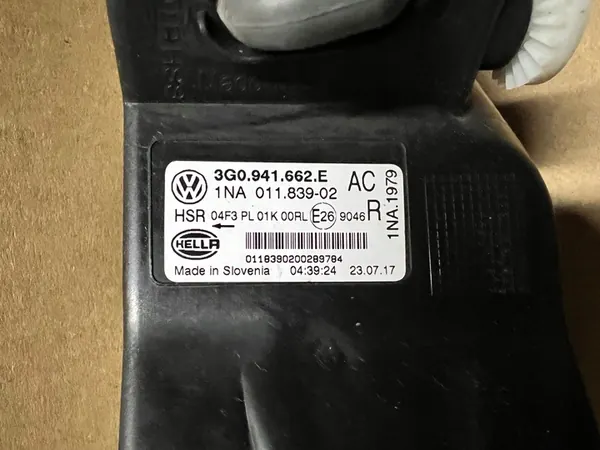 3G0.941.662.E
1NA 011.839-02
AC
R
HSR 04F3 PL 01K 00RL E26 9046
1NA.1979
HELLA
0118390200289784
Made in Slovenia 04:39:24 23.07.17